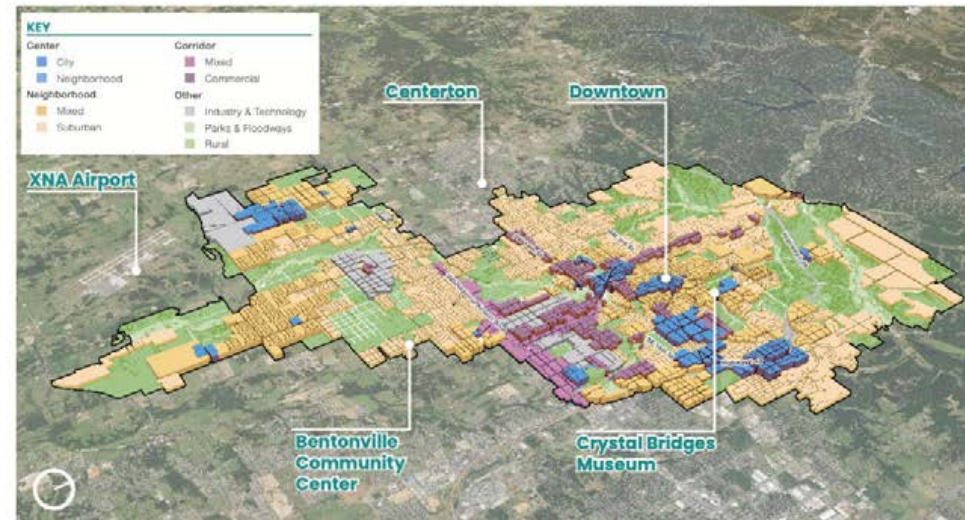 KEY
Center
City
Neighborhood
Neighborhood
Mixed
Suburban
Corridor
Mixed
Commercial
Other
Industry & Technology
Parks & Floodways
Rural
Centerton
Downtown
XNA Airport
Bentonville
Community
Center
Crystal Bridges
Museum